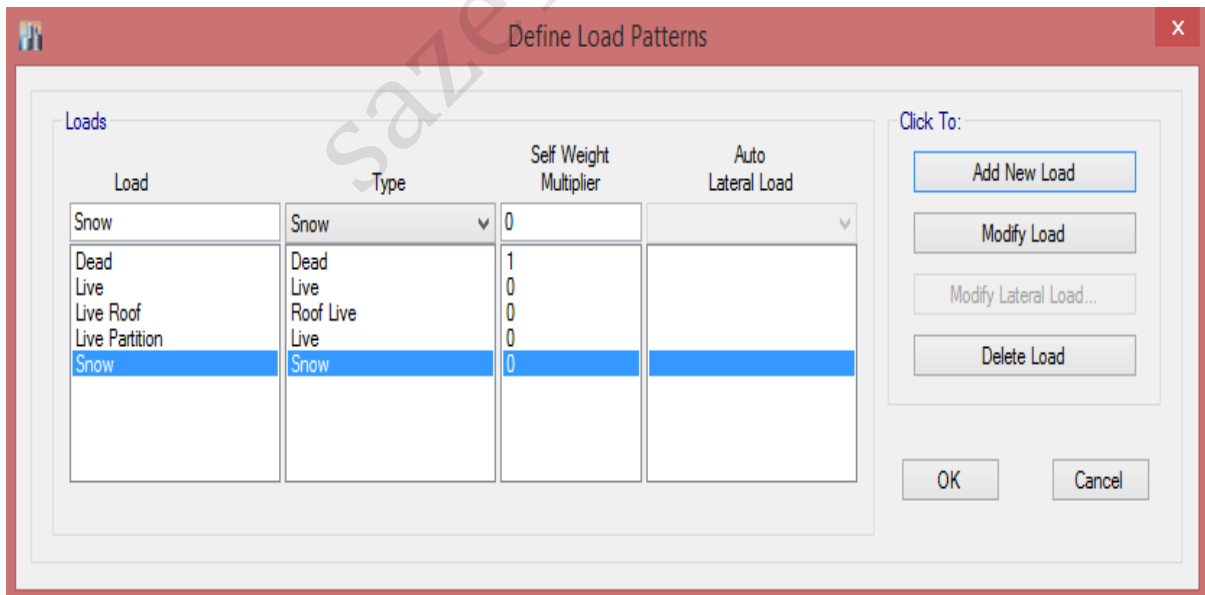 Define Load Patterns
x
Loads
Click To:
Load Type Self Weight Multiplier Auto Lateral Load
Snow Snow 0
Dead Dead 1
Live Live 0
Live Roof Roof Live 0
Live Partition Live 0
Snow Snow 0
Add New Load
Modify Load
Modify Lateral Load...
Delete Load
OK Cancel